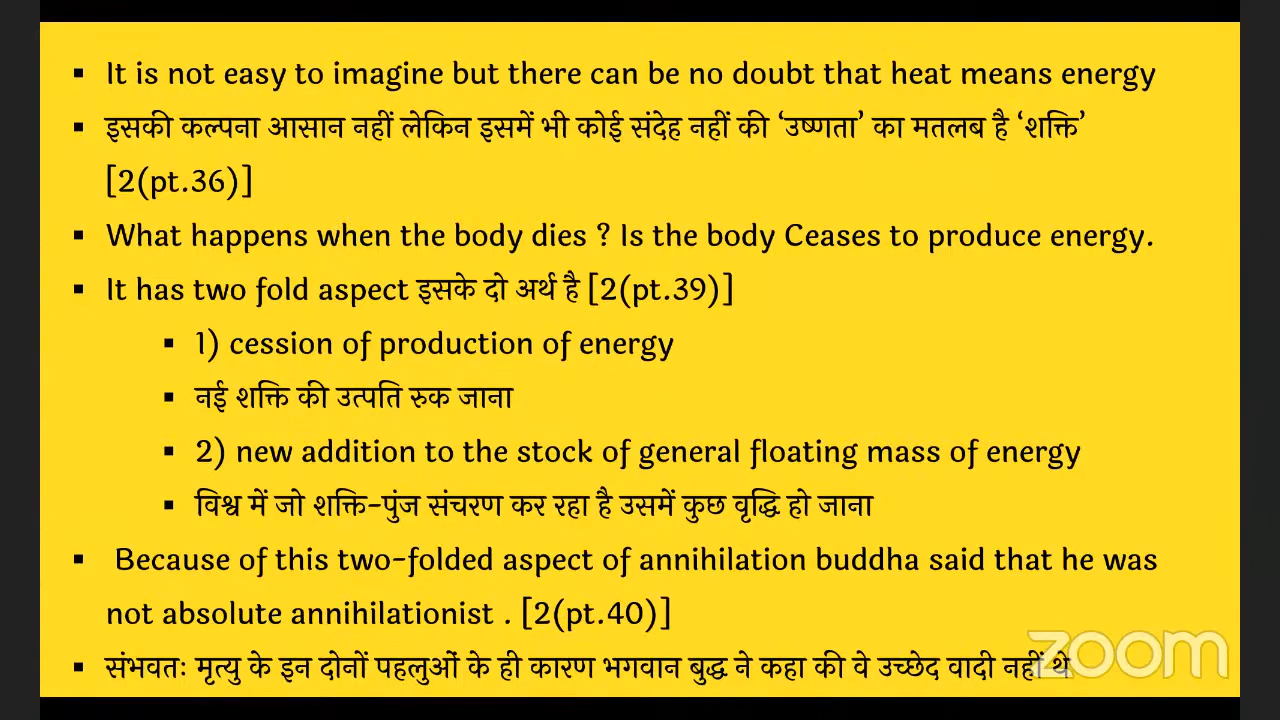 ▪ It is not easy to imagine but there can be no doubt that heat means energy
▪ इसकी कल्पना आसान नहीं लेकिन इसमें भी कोई संदेह नहीं की ‘उष्णता’ का मतलब है ‘शक्ति’
[2(pt.36)]
▪ What happens when the body dies ? Is the body Ceases to produce energy.
▪ It has two fold aspect इसके दो अर्थ है [2(pt.39)]
▪ 1) cession of production of energy
▪ नई शक्ति की उत्पति रुक जाना
▪ 2) new addition to the stock of general floating mass of energy
▪ विश्व में जो शक्ति-पुंज संचरण कर रहा है उसमें कुछ वृद्धि हो जाना
▪ Because of this two-folded aspect of annihilation buddha said that he was
not absolute annihilationist . [2(pt.40)]
▪ संभवतः मृत्यु के इन दोनों पहलुओं के ही कारण भगवान बुद्ध ने कहा की वे उच्छेद वादी नहीं थे
zoom